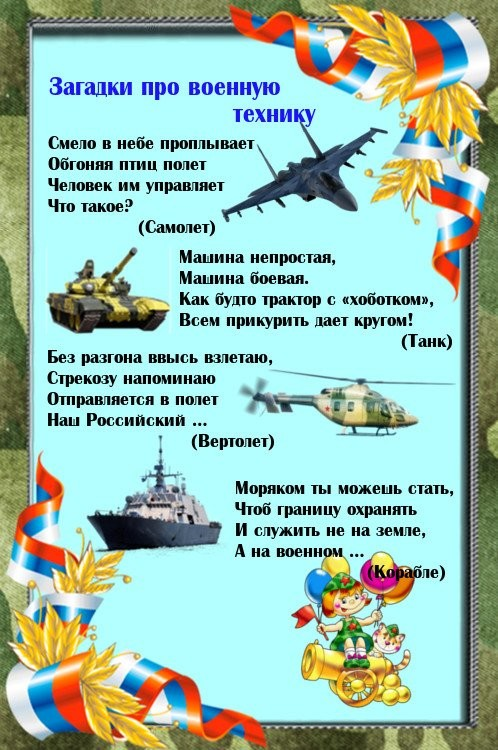 Загадки про военную
технику
Смело в небе проплывает
Обгоняя птиц полет
Человек им управляет
Что такое?
(Самолет)
Машина непростая,
Машина боевая.
Как будто трактор с «хоботком»,
Всем прикурить дает кругом!
(Танк)
Без разгона ввысь взлетаю,
Стрекозу напоминаю
Отправляется в полет
Наш Российский ...
(Вертолет)
Моряком ты можешь стать,
Чтоб границу охранять
И служить не на земле,
А на военном ...
(Корабле)